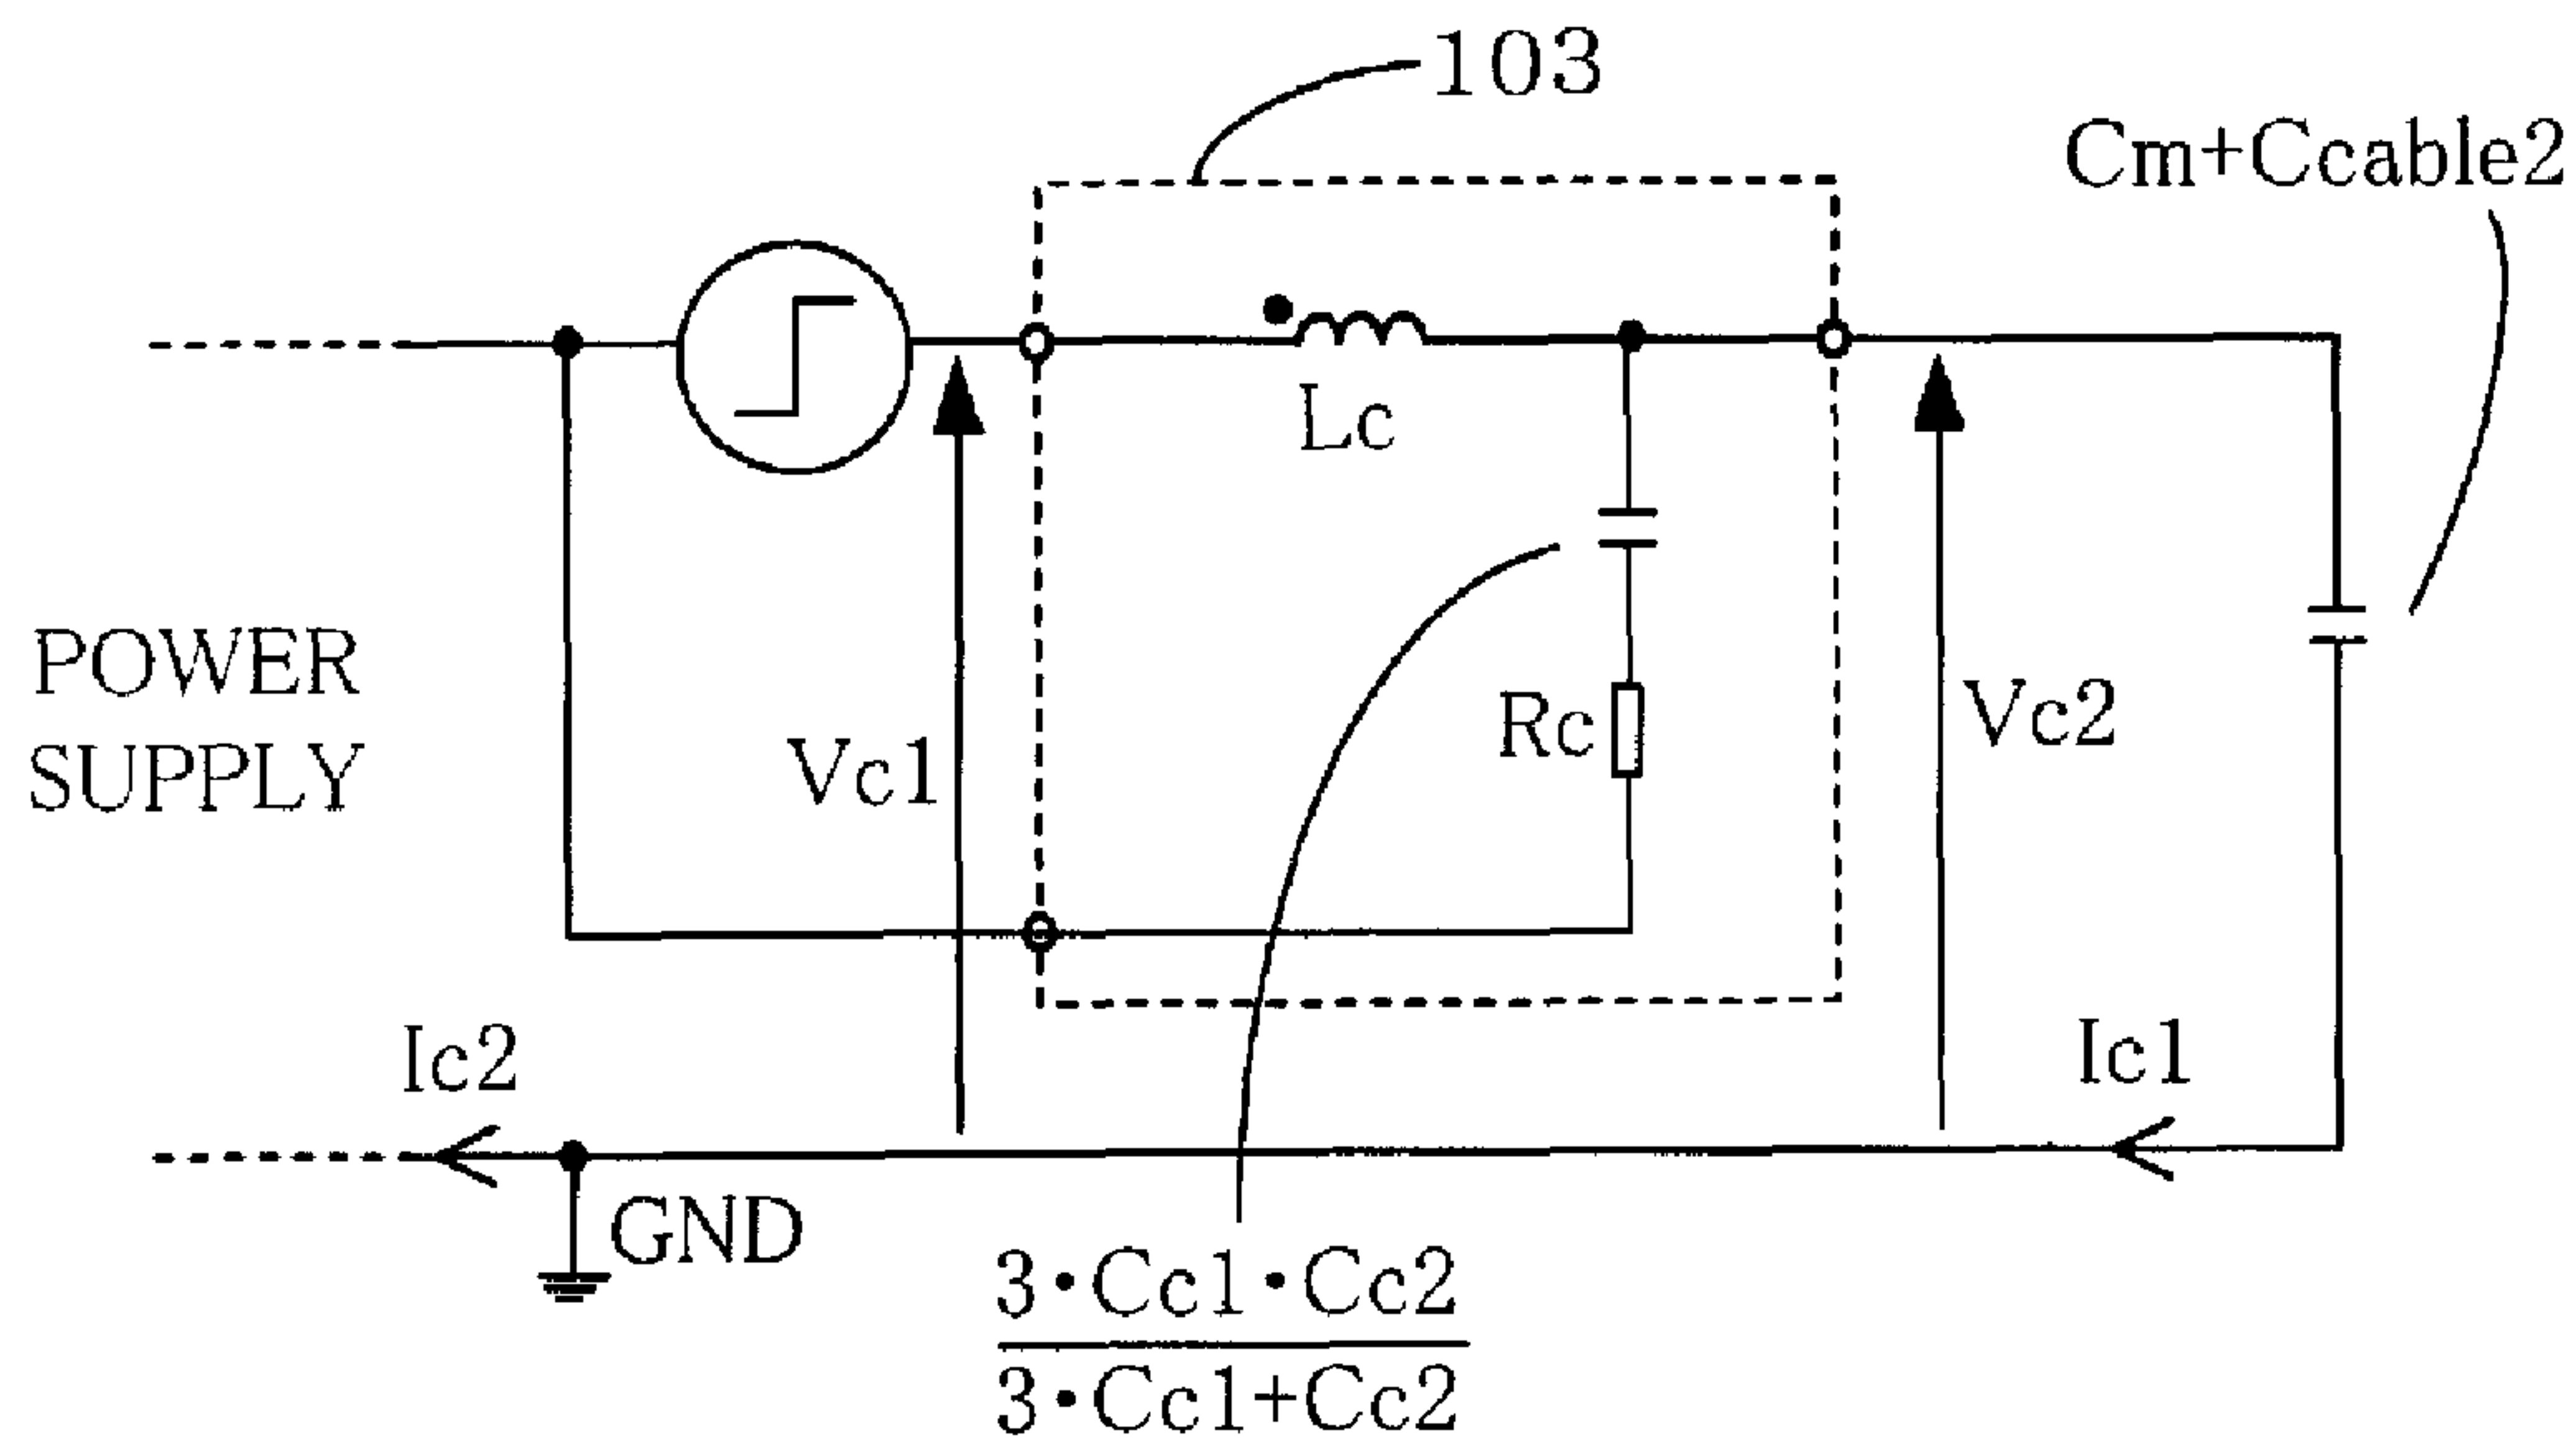 103
Cm+Ccable2
Lc
POWER
SUPPLY
Vc1
Rc
Vc2
Ic2
Ic1
GND
3·Cc1·Cc2
3·Cc1+Cc2